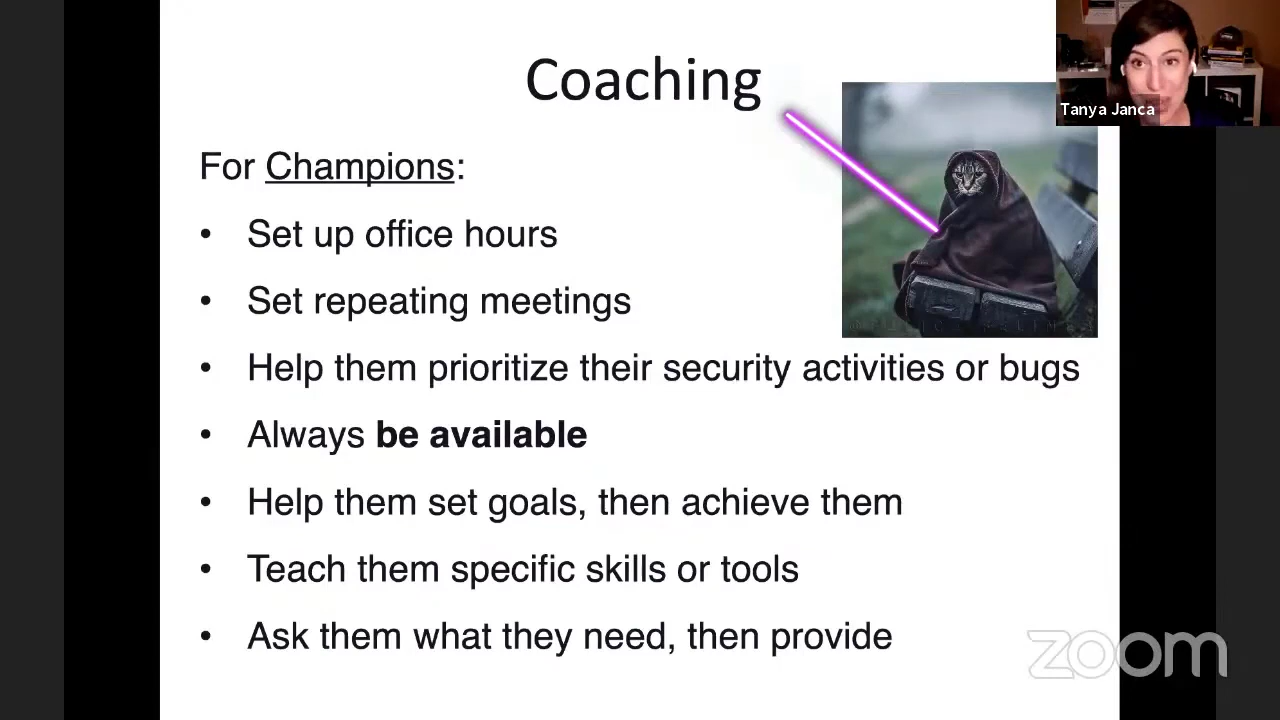 Coaching
Tanya Janca
For Champions:
• Set up office hours
• Set repeating meetings
• Help them prioritize their security activities or bugs
• Always be available
• Help them set goals, then achieve them
• Teach them specific skills or tools
• Ask them what they need, then provide
zoom